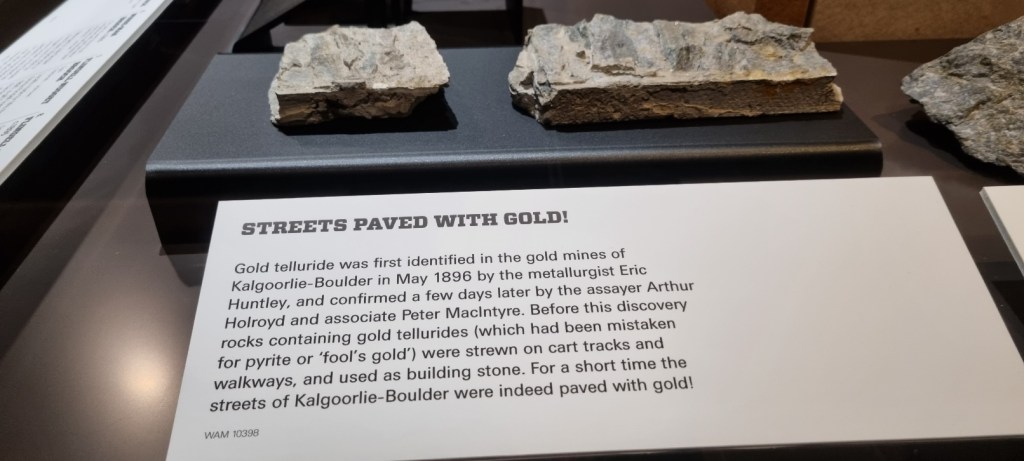 STREETS PAVED WITH GOLD!
Gold telluride was first identified in the gold mines of
Kalgoorlie-Boulder in May 1896 by the metallurgist Eric
Huntley, and confirmed a few days later by the assayer Arthur
Holroyd and associate Peter MacIntyre. Before this discovery
rocks containing gold tellurides (which had been mistaken
for pyrite or ‘fool’s gold’) were strewn on cart tracks and
walkways, and used as building stone. For a short time the
streets of Kalgoorlie-Boulder were indeed paved with gold!
WAM 10398